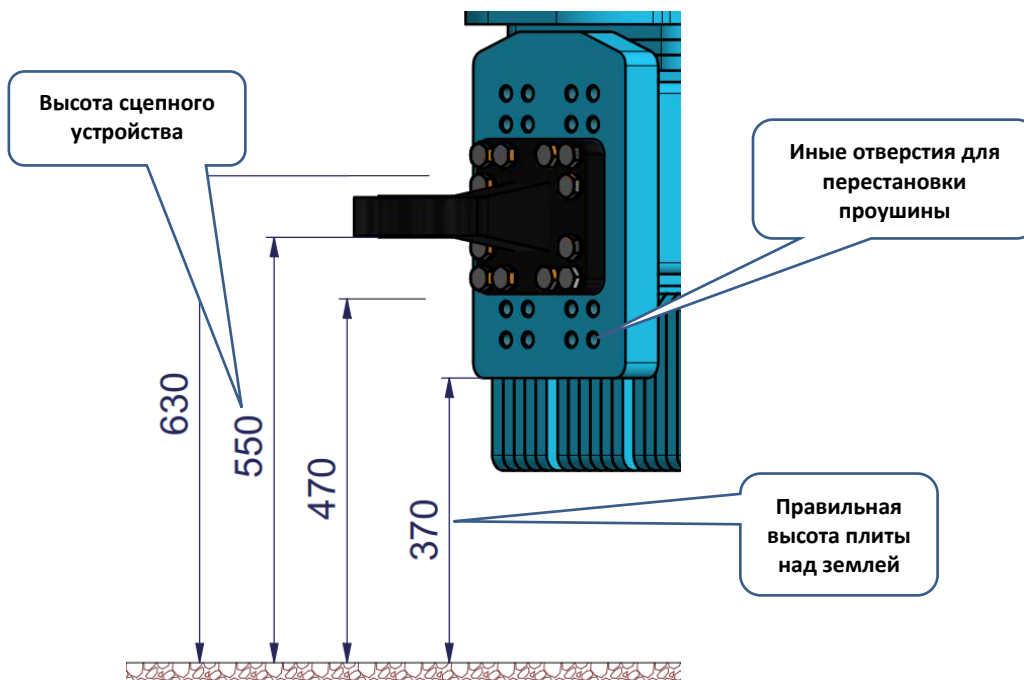 Высота сцепного
устройства
Иные отверстия для
перестановки
проушины
630
550
470
370
Правильная
высота плиты
над землей